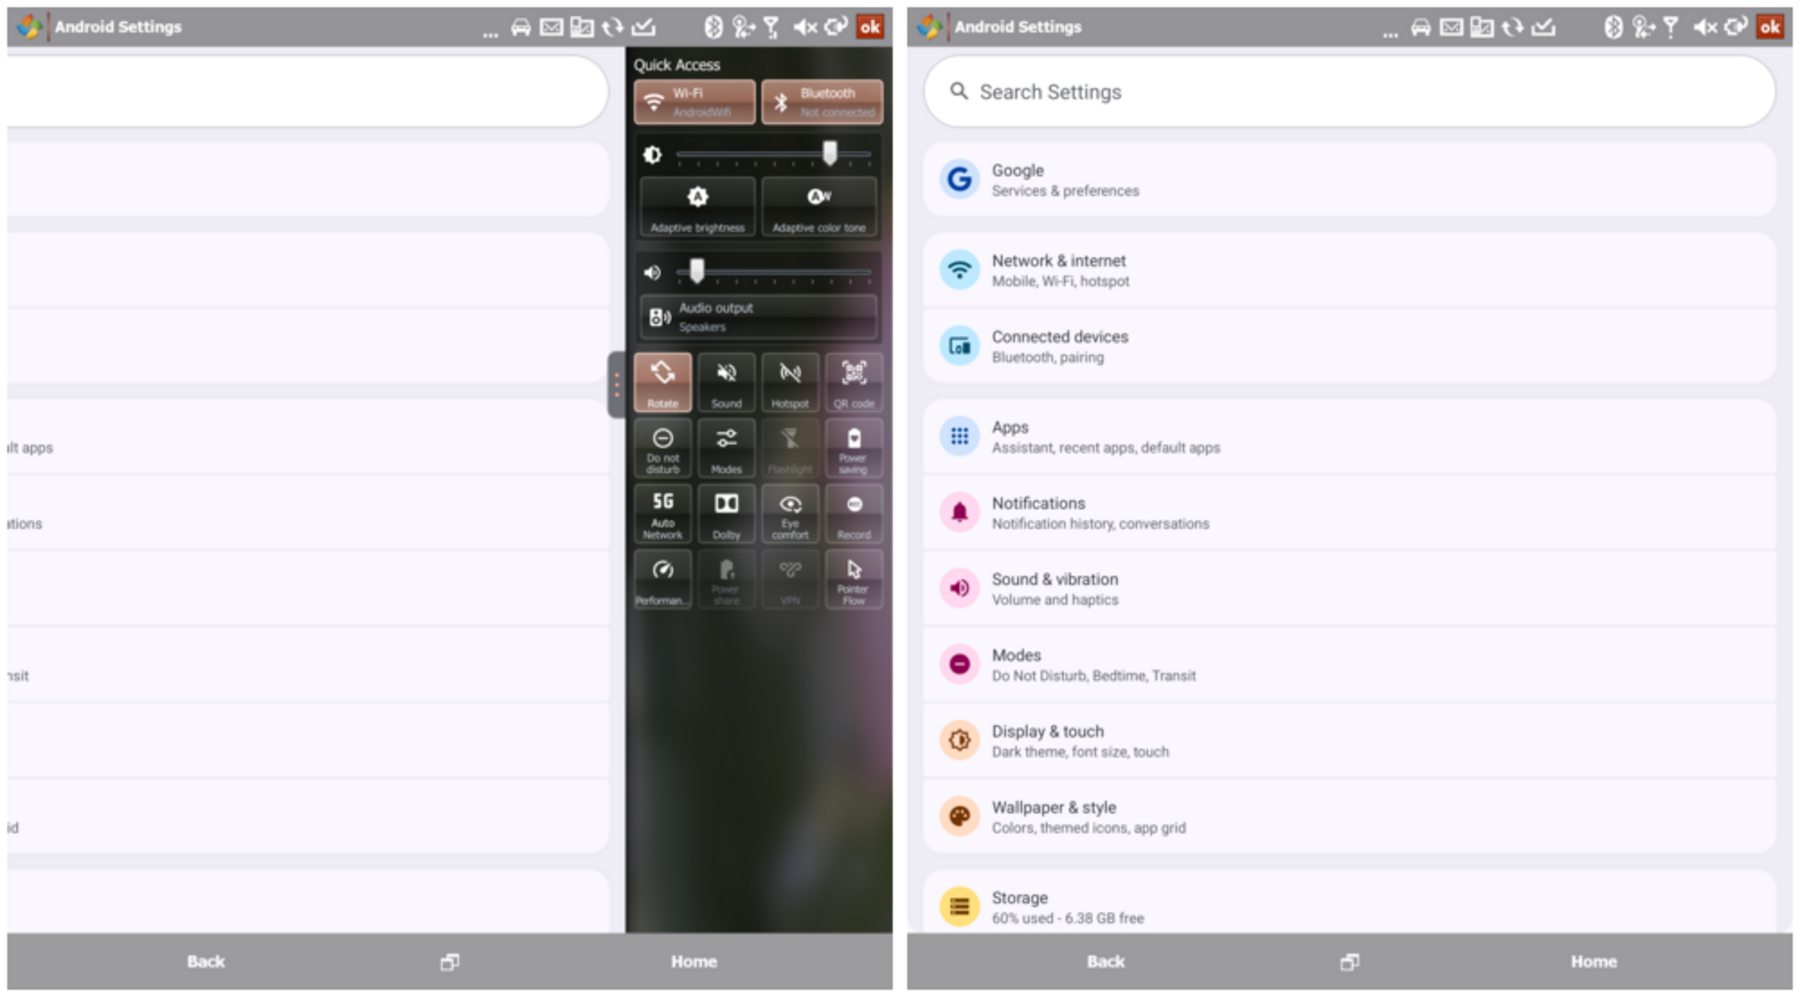 Android Settings
...
ok
Quick Access
Wi-Fi
AndroidWifi
Bluetooth
Not connected
Adaptive brightness
Adaptive color tone
Audio output
Speakers
Rotate
Sound
Hotspot
QR code
Do not
disturb
Modes
Flashlight
Power
saving
5G
Auto
Network
Dolby
Eye
comfort
REC
Record
Performan...
Power
share
VPN
Pointer
Flow
lt apps
ations
nsit
id
Back
Home
Android Settings
...
ok
Search Settings
Google
Services & preferences
Network & internet
Mobile, Wi-Fi, hotspot
Connected devices
Bluetooth, pairing
Apps
Assistant, recent apps, default apps
Notifications
Notification history, conversations
Sound & vibration
Volume and haptics
Modes
Do Not Disturb, Bedtime, Transit
Display & touch
Dark theme, font size, touch
Wallpaper & style
Colors, themed icons, app grid
Storage
60% used - 6.38 GB free
Back
Home